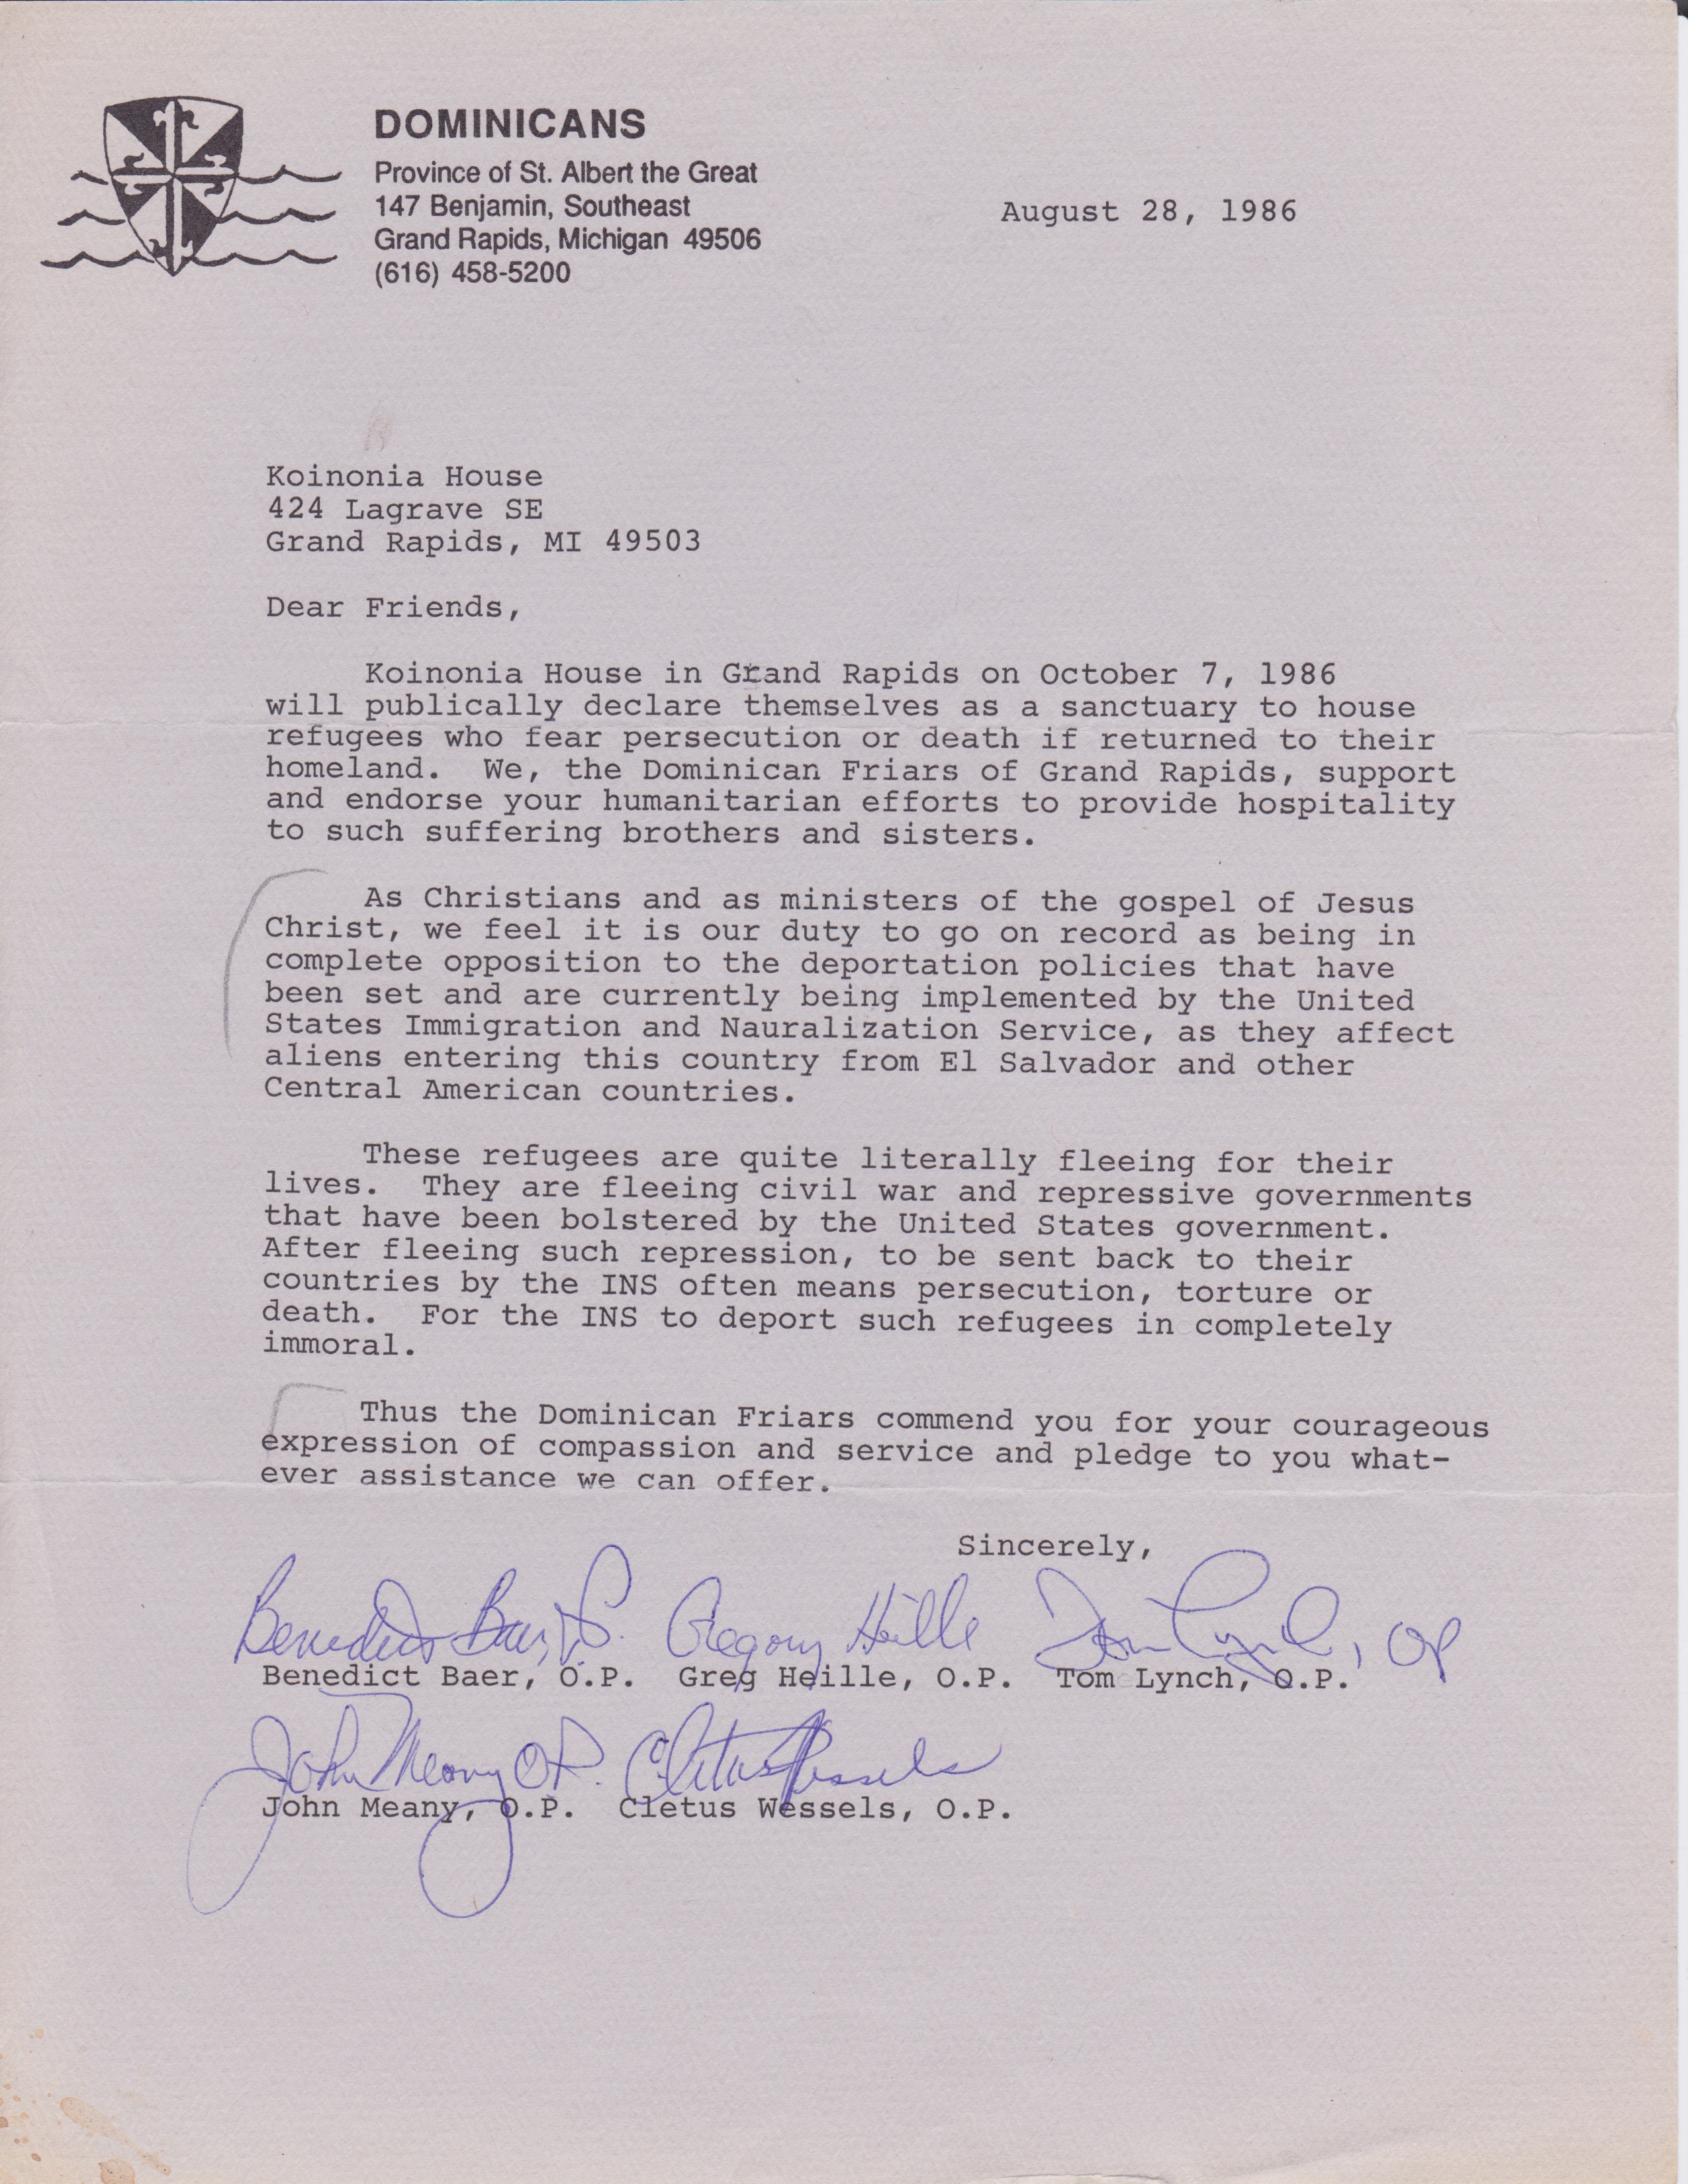 DOMINICANS
Province of St. Albert the Great
147 Benjamin, Southeast
Grand Rapids, Michigan 49506
(616) 458-5200
August 28, 1986
Koinonia House
424 Lagrave SE
Grand Rapids, MI 49503
Dear Friends,
Koinonia House in Grand Rapids on October 7, 1986
will publically declare themselves as a sanctuary to house
refugees who fear persecution or death if returned to their
homeland. We, the Dominican Friars of Grand Rapids, support
and endorse your humanitarian efforts to provide hospitality
to such suffering brothers and sisters.
As Christians and as ministers of the gospel of Jesus
Christ, we feel it is our duty to go on record as being in
complete opposition to the deportation policies that have
been set and are currently being implemented by the United
States Immigration and Nauralization Service, as they affect
aliens entering this country from El Salvador and other
Central American countries.
These refugees are quite literally fleeing for their
lives. They are fleeing civil war and repressive governments
that have been bolstered by the United States government.
After fleeing such repression, to be sent back to their
countries by the INS often means persecution, torture or
death. For the INS to deport such refugees in completely
immoral.
Thus the Dominican Friars commend you for your courageous
expression of compassion and service and pledge to you what-
ever assistance we can offer.
Sincerely,
Benedict Baer, O.P. Gregory Heille Tom Lynch, OP
Benedict Baer, O.P. Greg Heille, O.P. Tom Lynch, O.P.
John Meany OP. Cletus Wessels
John Meany, O.P. Cletus Wessels, O.P.